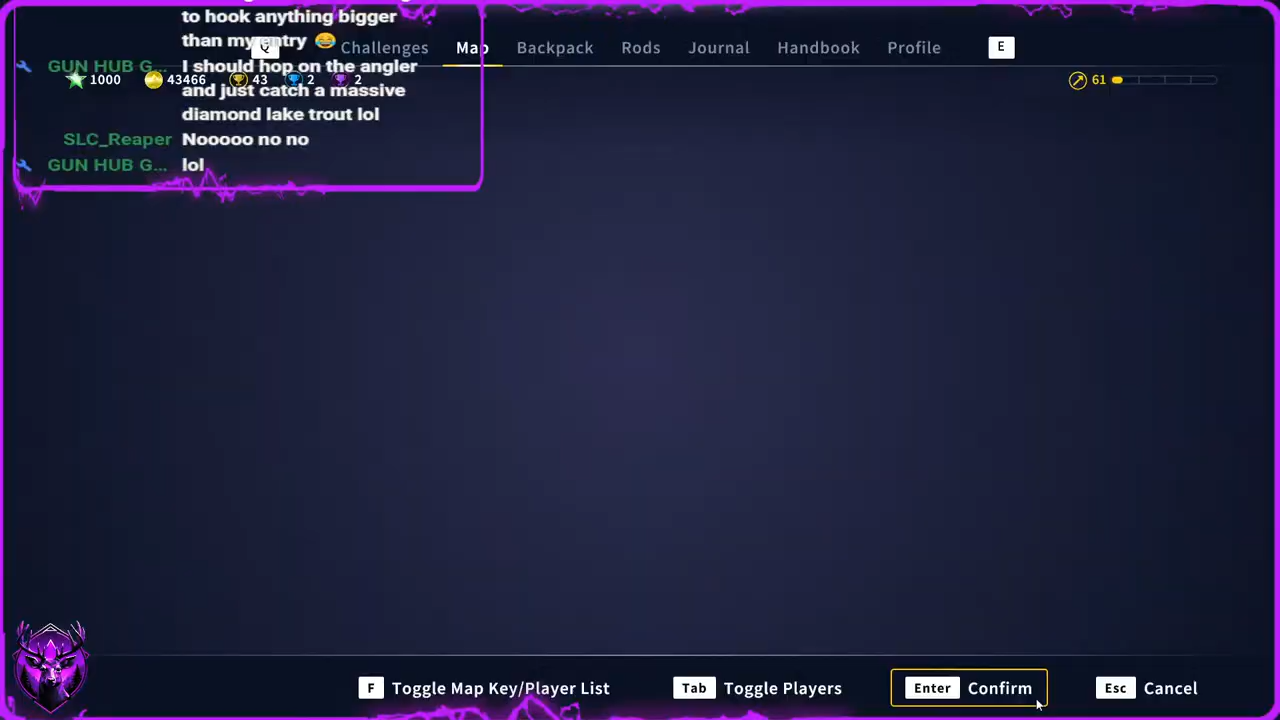 to hook anything bigger
than my entry 😂
GUN HUB G... I should hop on the angler
and just catch a massive
diamond lake trout lol
SLC_Reaper Nooooo no no
GUN HUB G... lol
Q Challenges Map Backpack Rods Journal Handbook Profile E
1000 43466 43 2 2 61
F Toggle Map Key/Player List Tab Toggle Players Enter Confirm Esc Cancel